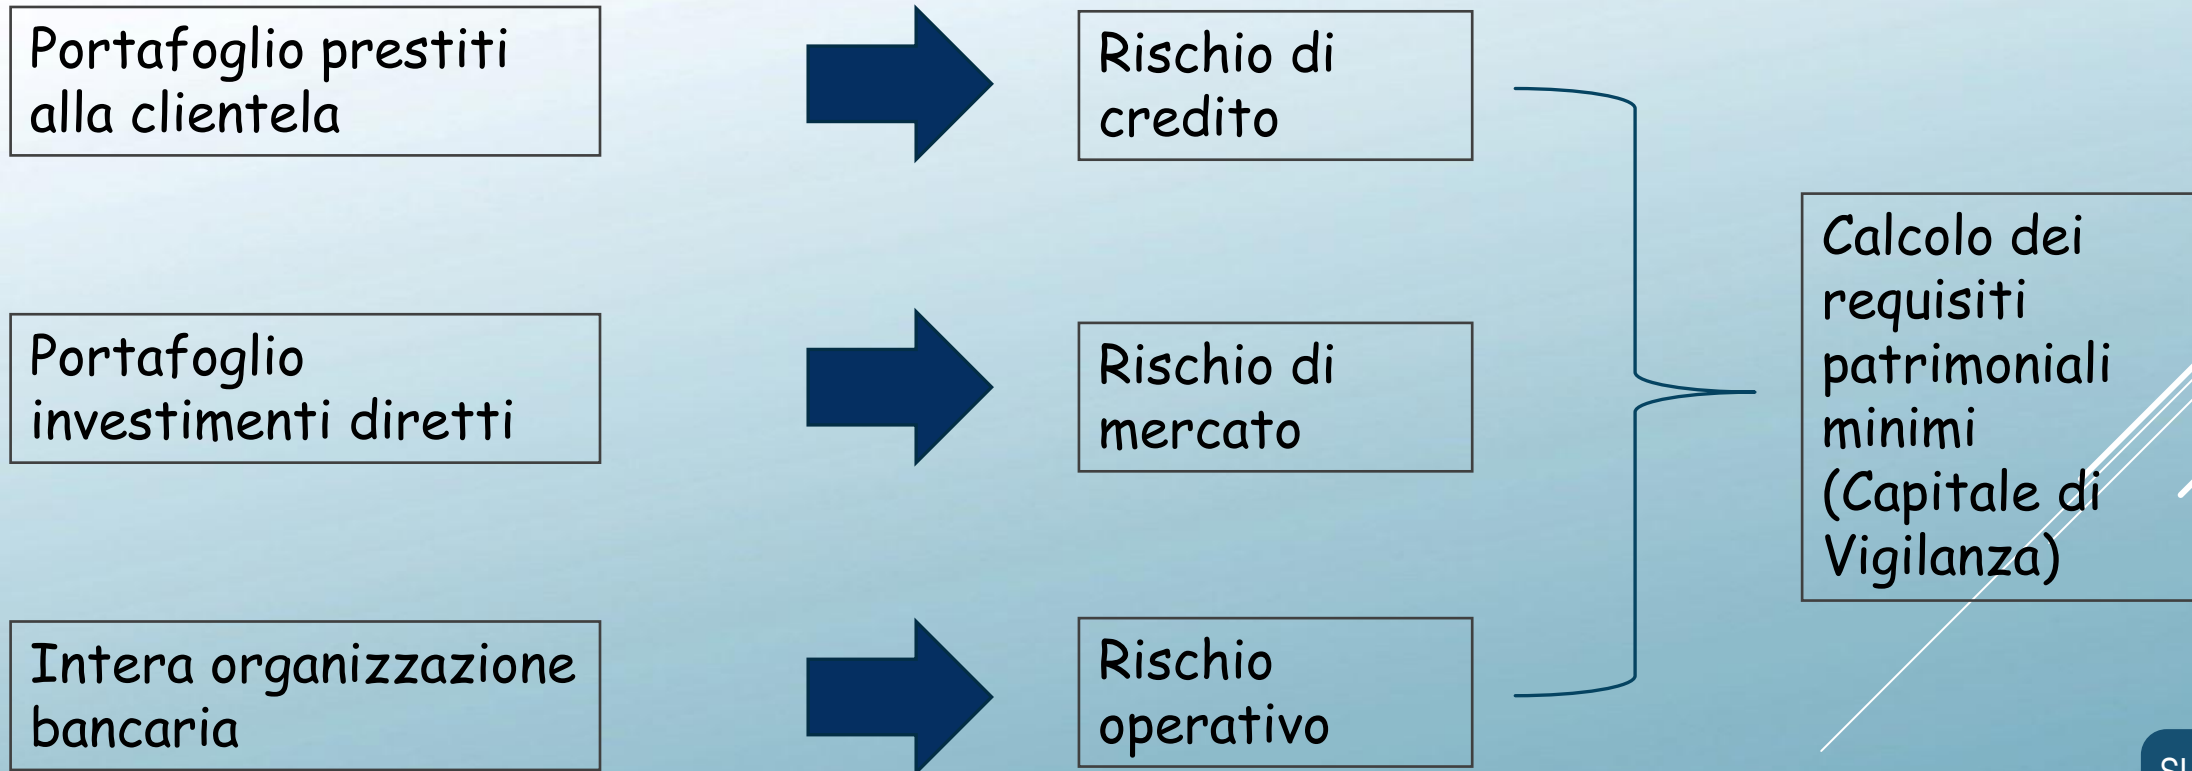 Portafoglio prestiti
alla clientela
Rischio di
credito
Portafoglio
investimenti diretti
Rischio di
mercato
Intera organizzazione
bancaria
Rischio
operativo
Calcolo dei
requisiti
patrimoniali
minimi
(Capitale di
Vigilanza)